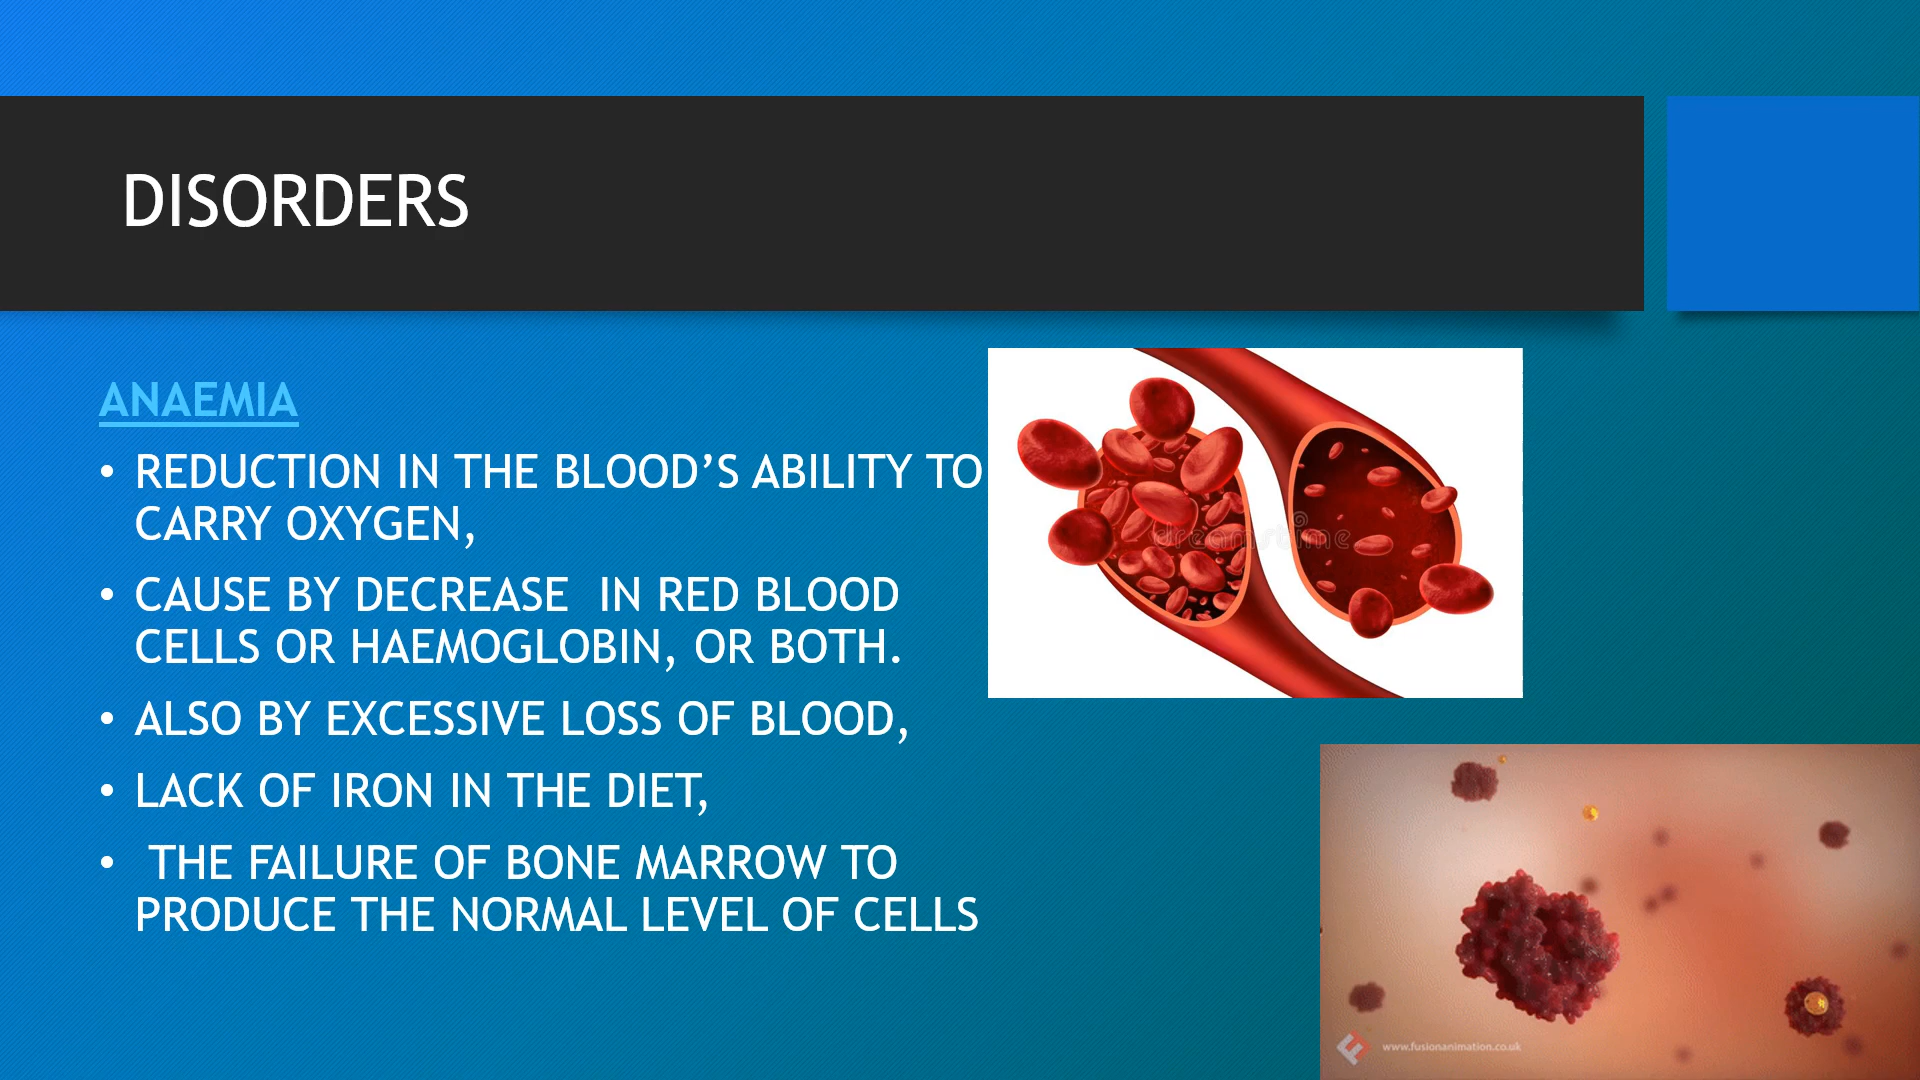 DISORDERS
ANAEMIA
• REDUCTION IN THE BLOOD’S ABILITY TO
CARRY OXYGEN,
• CAUSE BY DECREASE  IN RED BLOOD
CELLS OR HAEMOGLOBIN, OR BOTH.
• ALSO BY EXCESSIVE LOSS OF BLOOD,
• LACK OF IRON IN THE DIET,
•  THE FAILURE OF BONE MARROW TO
PRODUCE THE NORMAL LEVEL OF CELLS
dreamstime
www.fusionanimation.co.uk